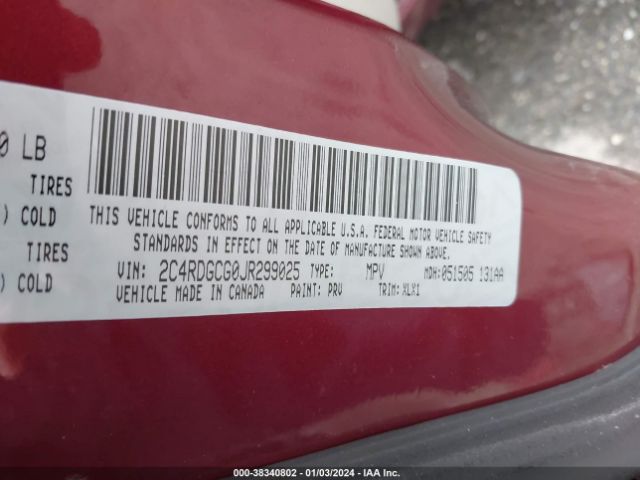 0 LB
TIRES
) COLD
TIRES
) COLD
THIS VEHICLE CONFORMS TO ALL APPLICABLE U.S.A. FEDERAL MOTOR VEHICLE SAFETY
STANDARDS IN EFFECT ON THE DATE OF MANUFACTURE SHOWN ABOVE.
VIN: 2C4RDGCG0JR299025 TYPE: MPV MDH:051505 131AA
VEHICLE MADE IN CANADA PAINT: PRV TRIM: XLX1
000-38340802 - 01/03/2024 - IAA Inc.